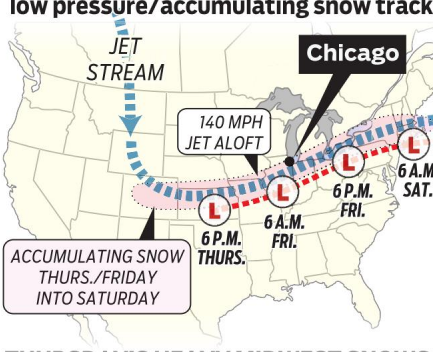 low pressure/accumulating snow track
JET
STREAM
Chicago
140 MPH
JET ALOFT
L
L
L
L
6 A.M.
SAT.
6 P.M.
FRI.
6 A.M.
FRI.
6 P.M.
THURS.
ACCUMULATING SNOW
THURS./FRIDAY
INTO SATURDAY